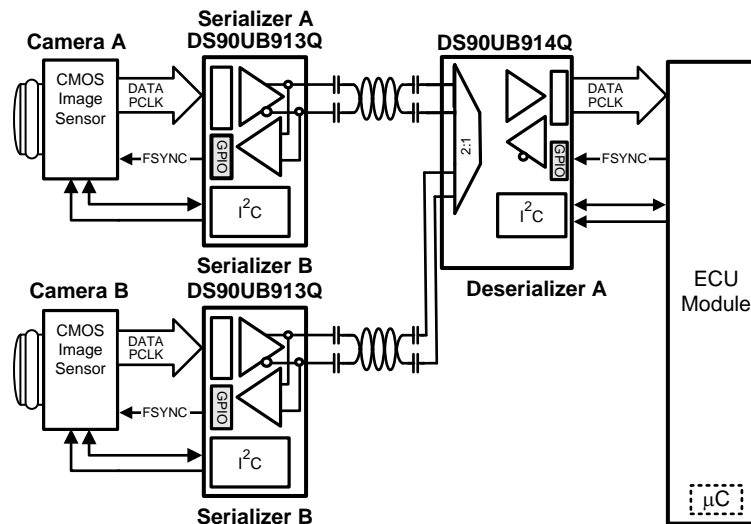 Serializer A
DS90UB913Q
Camera A
CMOS
Image
Sensor
DATA
PCLK
FSYNC
GPIO
I2C
DS90UB914Q
2:1
DATA
PCLK
FSYNC
GPIO
I2C
Deserializer A
ECU
Module
μC
Serializer B
DS90UB913Q
Camera B
CMOS
Image
Sensor
DATA
PCLK
FSYNC
GPIO
I2C
Serializer B